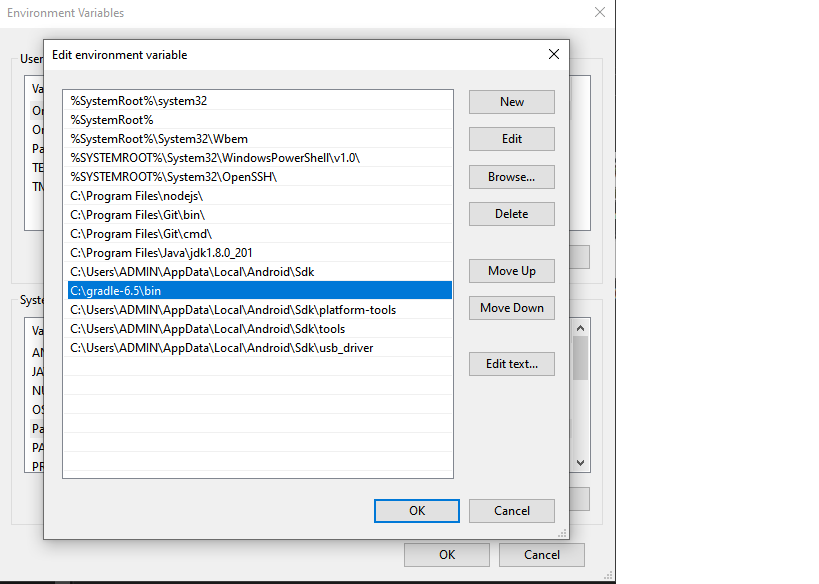 Environment Variables
Edit environment variable
User
Va
On
On
Pa
TE
TM
Syste
Va
AN
JA
NU
OS
Pa
PA
PR
%SystemRoot%\system32
%SystemRoot%
%SystemRoot%\System32\Wbem
%SYSTEMROOT%\System32\WindowsPowerShell\v1.0\
%SYSTEMROOT%\System32\OpenSSH\
C:\Program Files\nodejs\
C:\Program Files\Git\bin\
C:\Program Files\Git\cmd\
C:\Program Files\Java\jdk1.8.0_201
C:\Users\ADMIN\AppData\Local\Android\Sdk
C:\gradle-6.5\bin
C:\Users\ADMIN\AppData\Local\Android\Sdk\platform-tools
C:\Users\ADMIN\AppData\Local\Android\Sdk\tools
C:\Users\ADMIN\AppData\Local\Android\Sdk\usb_driver
New
Edit
Browse...
Delete
Move Up
Move Down
Edit text...
OK
Cancel
OK
Cancel